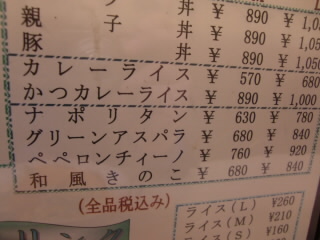 丼 ¥ 890 ¥ 1,05
親子丼 ¥ 890 ¥ 1,05
豚丼 ¥ 890 ¥ 1,050
カレーライス ¥ 570 ¥ 680
かつカレーライス ¥ 890 ¥ 1,000
ナポリタン ¥ 630 ¥ 780
グリーンアスパラ ¥ 680 ¥ 840
ペペロンチーノ ¥ 760 ¥ 920
和風きのこ ¥ 680 ¥ 840
(全品税込み)
ライス(L) ¥260
ライス(M) ¥210
ライス(S) ¥160